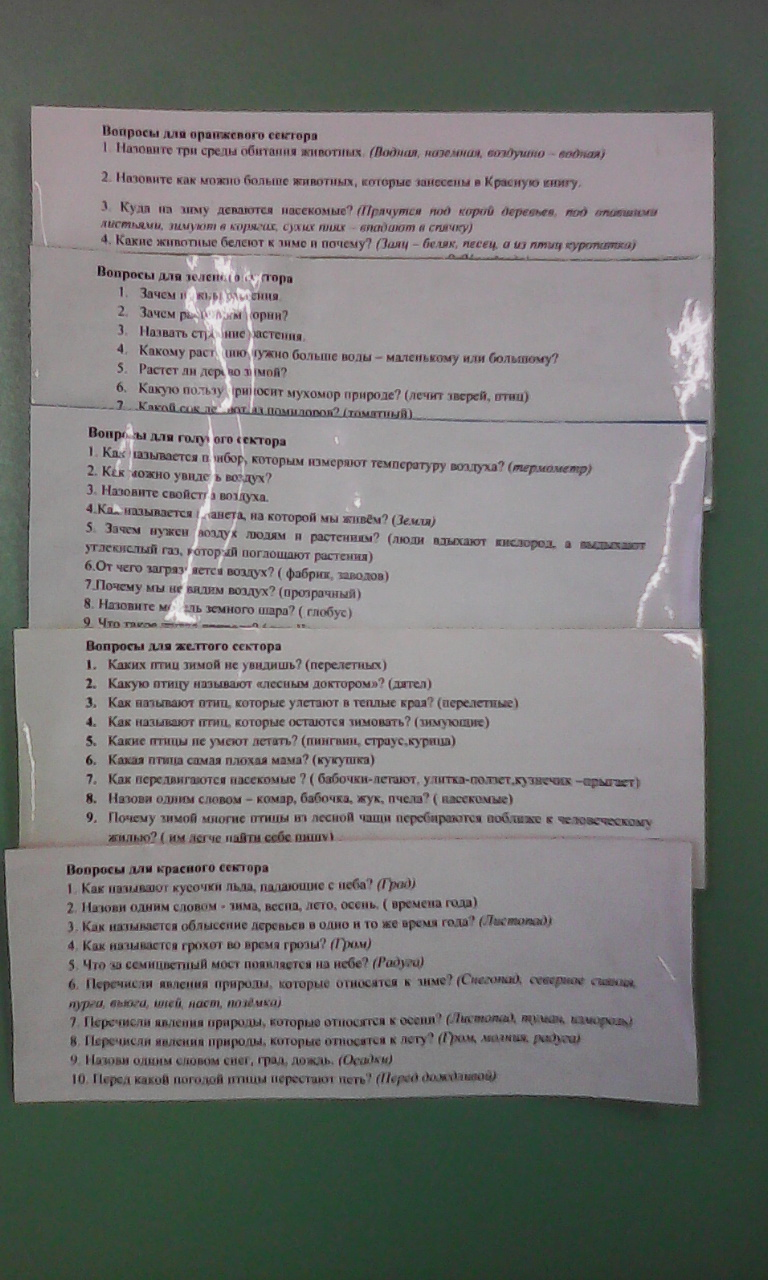 Вопросы для оранжевого сектора
1. Назовите три среды обитания животных. (Водная, наземная, воздушно – водная)
2. Назовите как можно больше животных, которые занесены в Красную книгу.
3. Куда на зиму деваются насекомые? (Прячутся под корой деревьев, под опавшими
листьями, зимуют в корягах, сухих пнях – впадают в спячку)
4. Какие животные белеют к зиме и почему? (Заяц – беляк, песец, а из птиц куропатка)
Вопросы для зеленого сектора
1. Зачем нужны растения.
2. Зачем растениям корни?
3. Назвать строение растения.
4. Какому растению нужно больше воды – маленькому или большому?
5. Растет ли дерево зимой?
6. Какую пользу приносит мухомор природе? (лечит зверей, птиц)
7. Какой сок делают из помидоров? (томатный)
Вопросы для голубого сектора
1. Как называется прибор, которым измеряют температуру воздуха? (термометр)
2. Как можно увидеть воздух?
3. Назовите свойства воздуха.
4.Как называется планета, на которой мы живём? (Земля)
5. Зачем нужен воздух людям и растениям? (люди вдыхают кислород, а выдыхают
углекислый газ, который поглощают растения)
6.От чего загрязняется воздух? ( фабрик, заводов)
7.Почему мы не видим воздух? (прозрачный)
8. Назовите модель земного шара? ( глобус)
9. Что такое
Вопросы для желтого сектора
1. Каких птиц зимой не увидишь? (перелетных)
2. Какую птицу называют «лесным доктором»? (дятел)
3. Как называют птиц, которые улетают в теплые края? (перелетные)
4. Как называют птиц, которые остаются зимовать? (зимующие)
5. Какие птицы не умеют летать? (пингвин, страус,курица)
6. Какая птица самая плохая мама? (кукушка)
7. Как передвигаются насекомые ? ( бабочки-летают, улитка-ползет,кузнечик –прыгает)
8. Назови одним словом – комар, бабочка, жук, пчела? ( насекомые)
9. Почему зимой многие птицы из лесной чащи перебираются поближе к человеческому
жилью? ( им легче найти себе пищу)
Вопросы для красного сектора
1. Как называют кусочки льда, падающие с неба? (Град)
2. Назови одним словом - зима, весна, лето, осень. ( времена года)
3. Как называется облысение деревьев в одно и то же время года? (Листопад)
4. Как называется грохот во время грозы? (Гром)
5. Что за семицветный мост появляется на небе? (Радуга)
6. Перечисли явления природы, которые относятся к зиме? (Снегопад, северное сияния,
пурга, вьюга, иней, наст, позёмка)
7. Перечисли явления природы, которые относятся к осени? (Листопад, туман, изморозь)
8. Перечисли явления природы, которые относятся к лету? (Гром, молния, радуга)
9. Назови одним словом снег, град, дождь. (Осадки)
10. Перед какой погодой птицы перестают петь? (Перед дождливой)